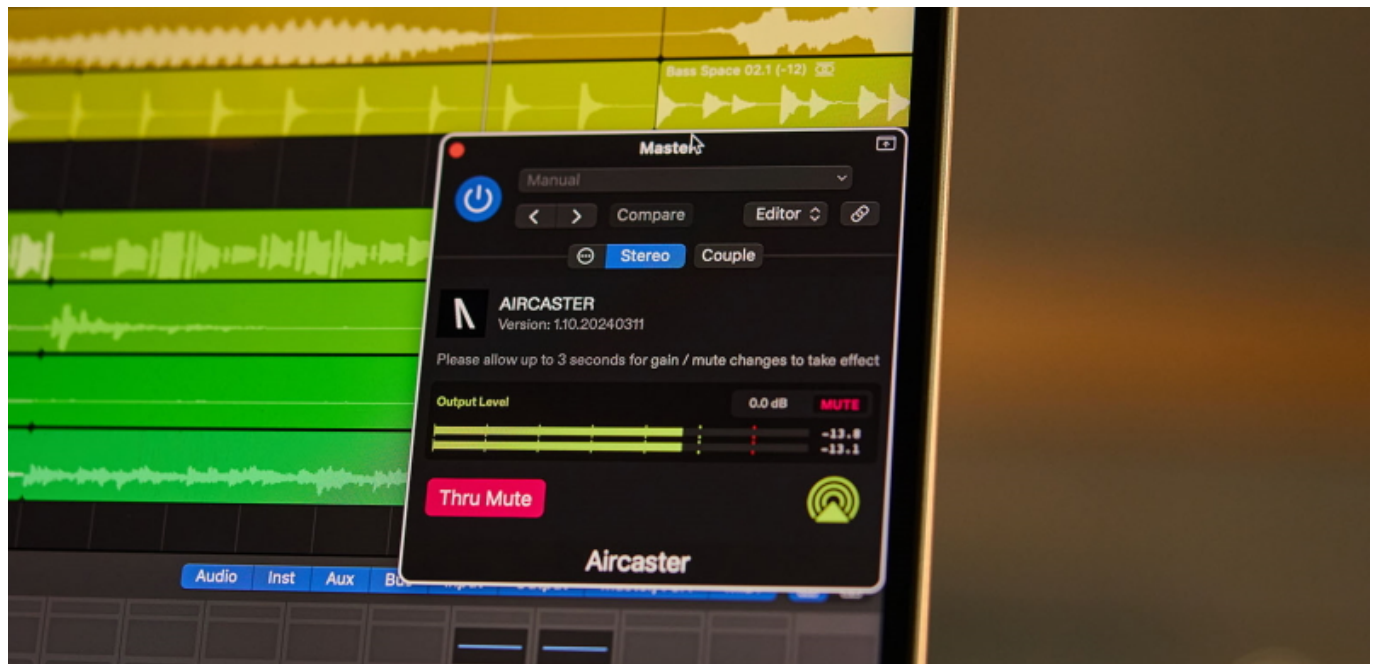 Bass Space 02.1 (-12)
Master
Manual
Compare
Editor
Stereo
Couple
AIRCASTER
Version: 1.10.20240311
Please allow up to 3 seconds for gain / mute changes to take effect
Output Level
0.0 dB
MUTE
-13.8
-13.1
Thru Mute
Aircaster
Audio Inst Aux